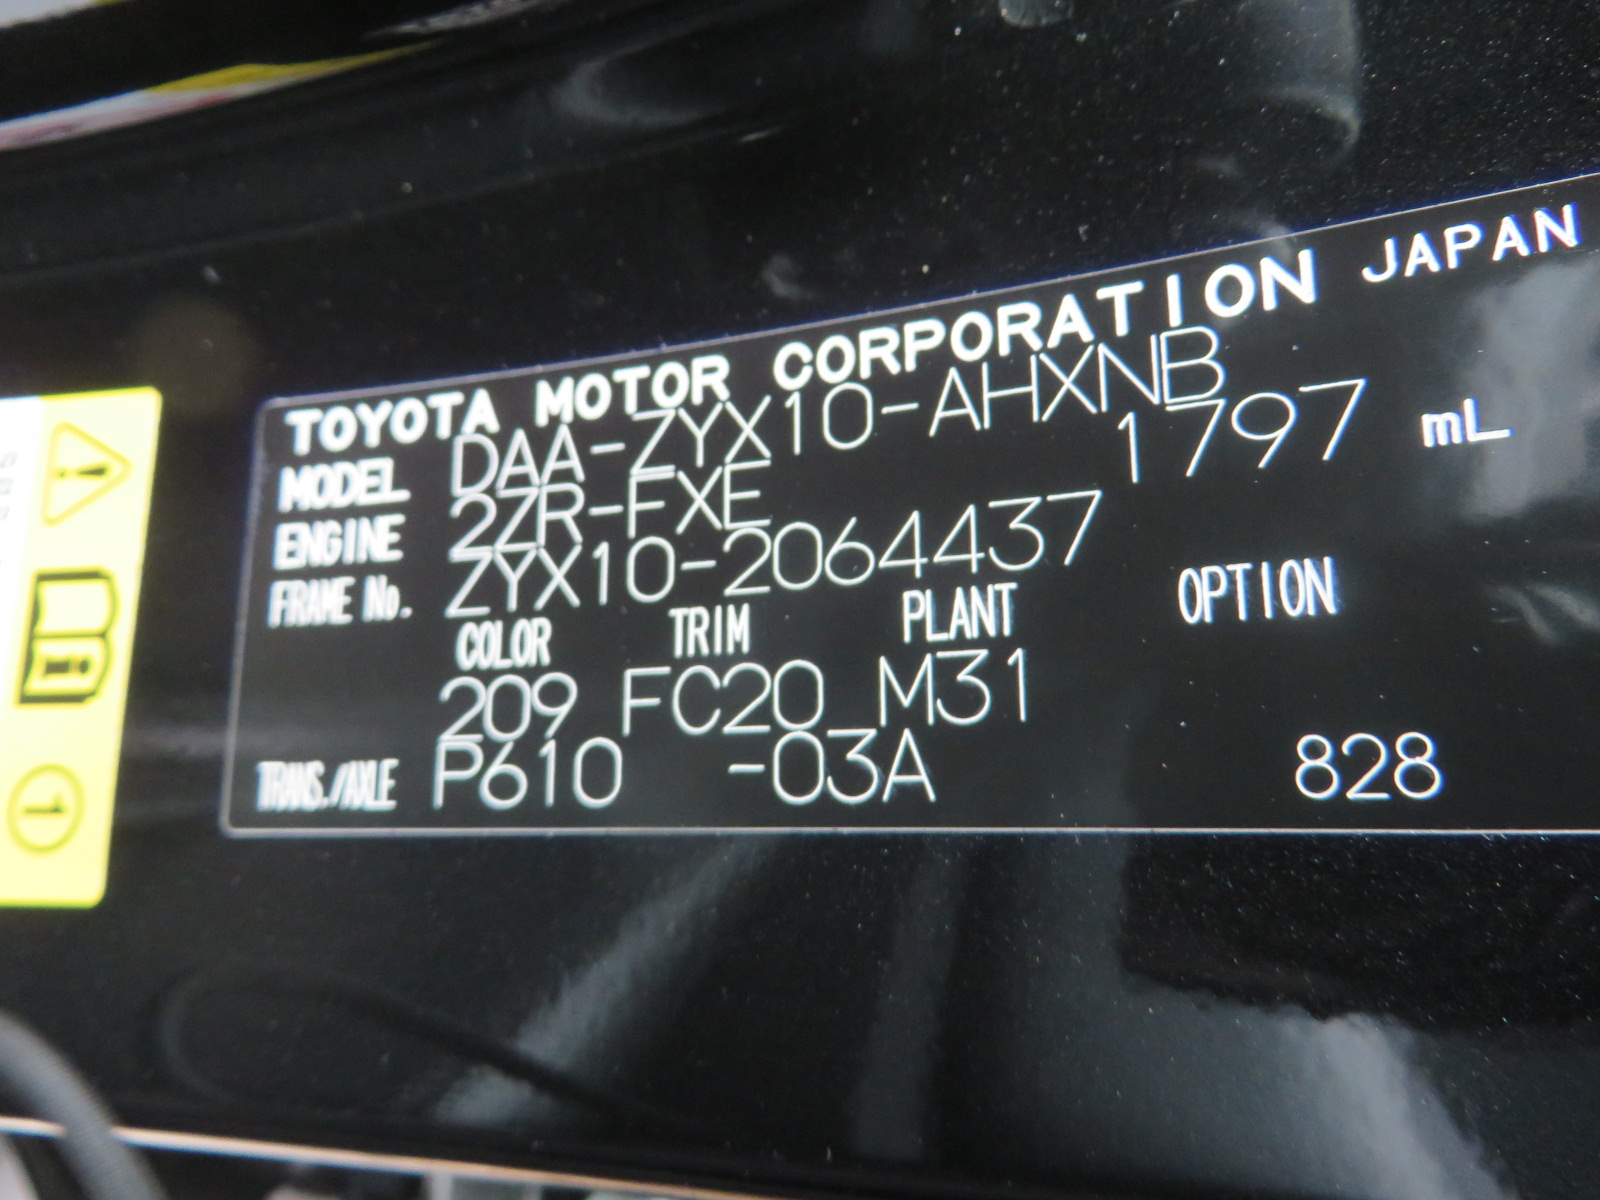 TOYOTA MOTOR CORPORATION JAPAN
MODEL DAA-ZYX10-AHXNB
ENGINE 2ZR-FXE 1797 mL
FRAME No. ZYX10-2064437
COLOR TRIM PLANT OPTION
209 FC20 M31
TRANS./AXLE P610 -03A 828